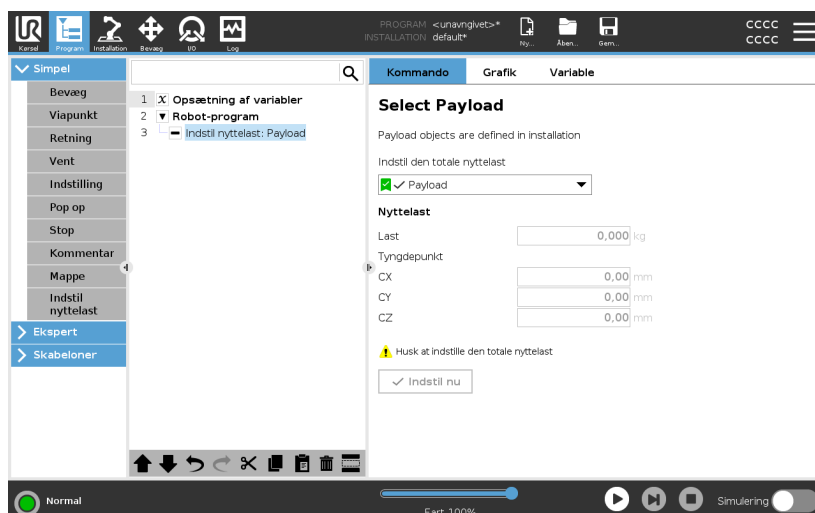 PROGRAM <unavngivet>*
INSTALLATION default*
UR
Kørsel
Program
Installation
Bevæg
I/O
Log
Ny...
Åben...
Gem...
CCCC
CCCC
Simpel
Bevæg
Viapunkt
Retning
Vent
Indstilling
Pop op
Stop
Kommentar
Mappe
Indstil
nyttelast
Ekspert
Skabeloner
1 X Opsætning af variabler
2 Robot-program
3 Indstil nyttelast: Payload
Kommando Grafik Variable
Select Payload
Payload objects are defined in installation
Indstil den totale nyttelast
Payload
Nyttelast
Last 0,000 kg
Tyngdepunkt
CX 0,00 mm
CY 0,00 mm
CZ 0,00 mm
Husk at indstille den totale nyttelast
Indstil nu
Normal
Fart 100%
Simulering